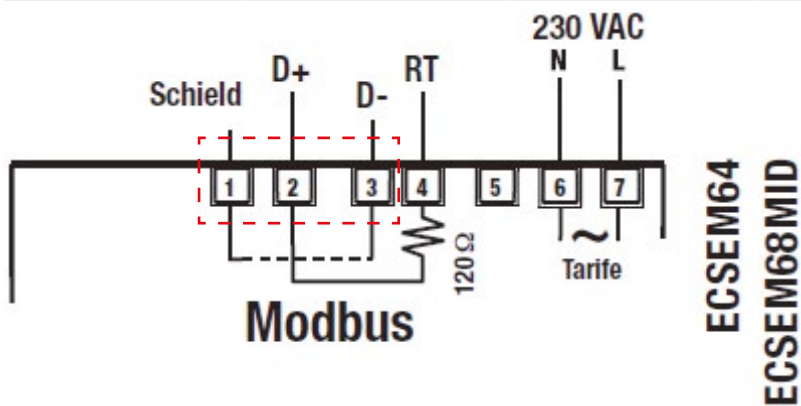 230 VAC
N L
Schield D+ D- RT
1 2 3 4 5 6 7
120 Ω
~
Tarife
Modbus
ECSEM64
ECSEM68MID